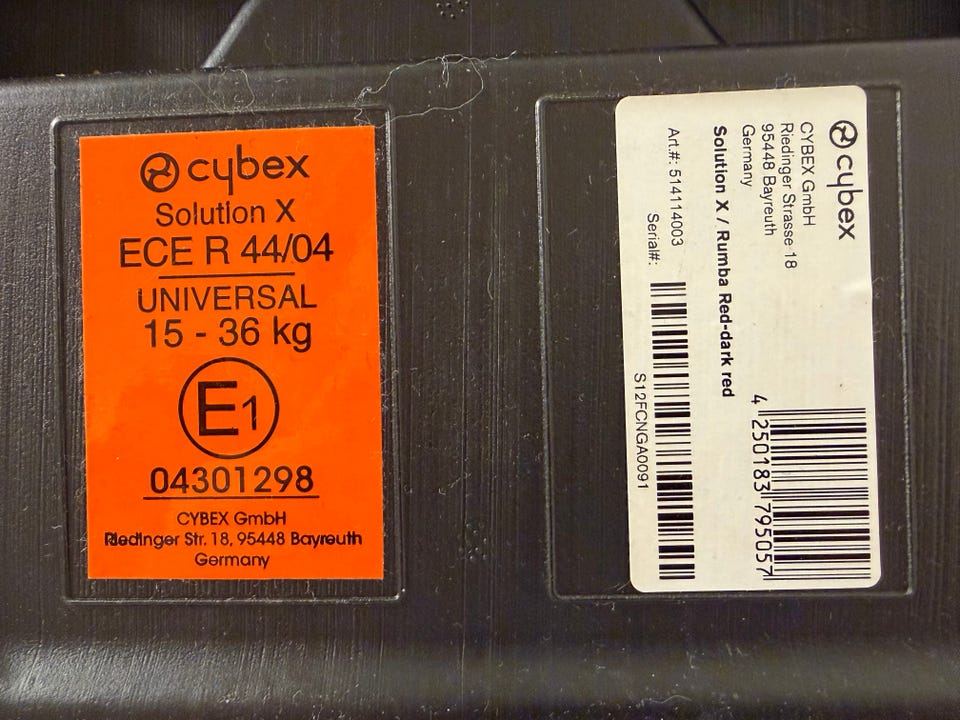 cybex
Solution X
ECE R 44/04
UNIVERSAL
15 - 36 kg
E1
04301298
CYBEX GmbH
Riedinger Str. 18, 95448 Bayreuth
Germany
cybex
CYBEX GmbH
Riedinger Strasse 18
95448 Bayreuth
Germany
Solution X / Rumba Red-dark red
Art.#: 514114003
Serial#:
S12FCNGA0091
4 250183 795057